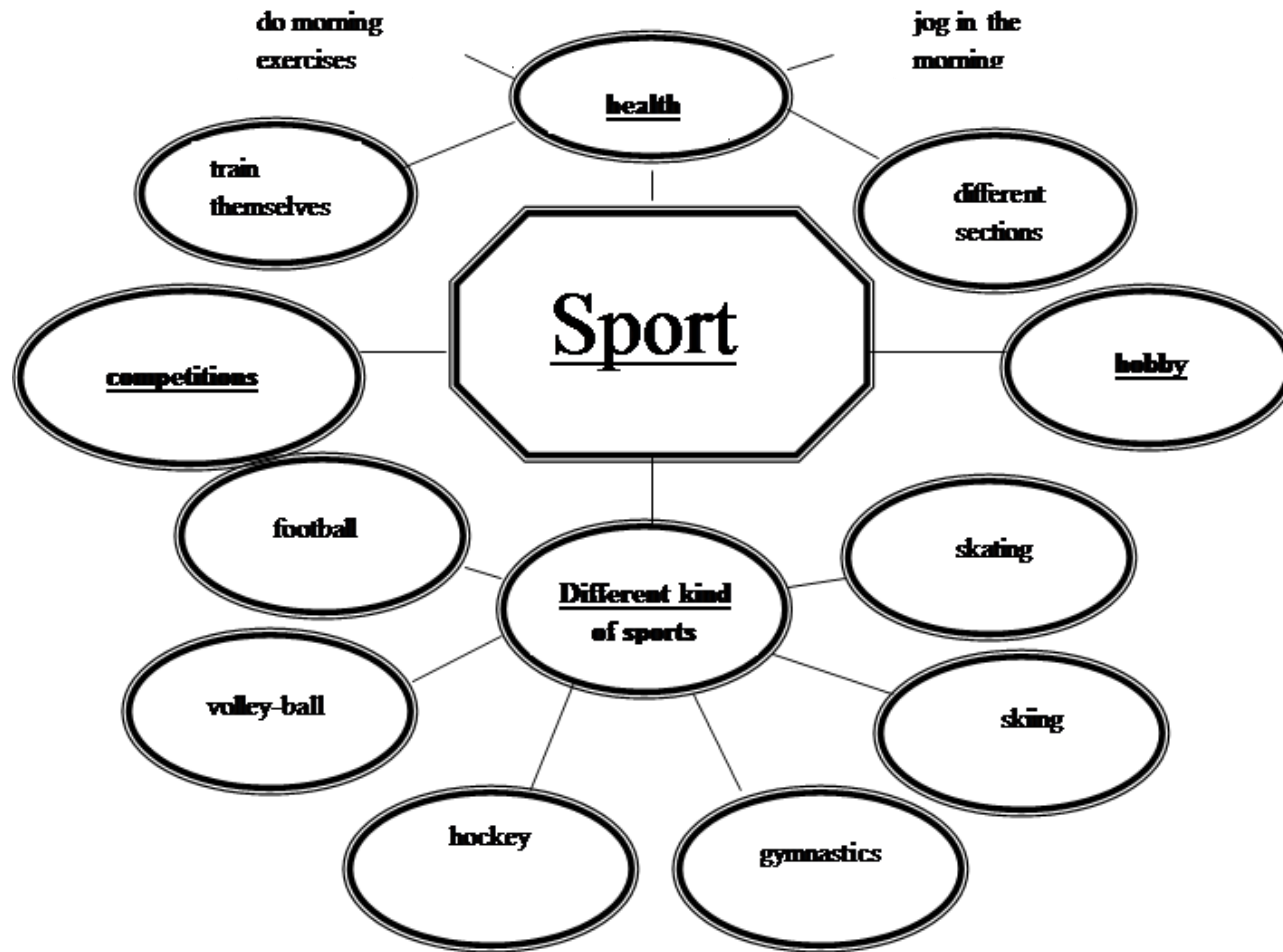 do morning
exercises
jog in the
morning
health
train
themselves
different
sections
Sport
competitions
hobby
football
skating
Different kind
of sports
volley-ball
skiing
hockey
gymnastics